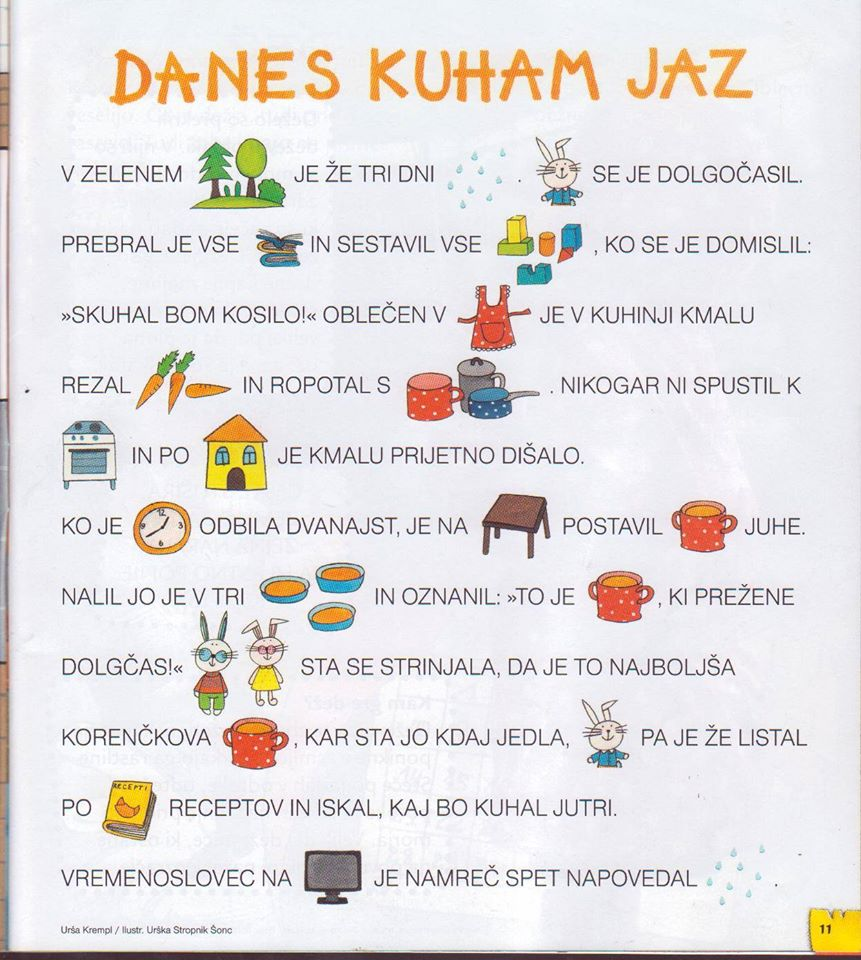 DANES KUHAM JAZ
V ZELENEM JE ŽE TRI DNI . SE JE DOLGOČASIL.
PREBRAL JE VSE IN SESTAVIL VSE , KO SE JE DOMISLIL:
»SKUHAL BOM KOSILO!« OBLEČEN V JE V KUHINJI KMALU
REZAL IN ROPOTAL S . NIKOGAR NI SPUSTIL K
IN PO JE KMALU PRIJETNO DIŠALO.
KO JE ODBILA DVANAJST, JE NA POSTAVIL JUHE.
NALIL JO JE V TRI IN OZNANIL: »TO JE , KI PREŽENE
DOLGČAS!« STA SE STRINJALA, DA JE TO NAJBOLJŠA
KORENČKOVA , KAR STA JO KDAJ JEDLA, PA JE ŽE LISTAL
PO RECEPTI RECEPTOV IN ISKAL, KAJ BO KUHAL JUTRI.
VREMENOSLOVEC NA JE NAMREČ SPET NAPOVEDAL .
Urša Krempl / Ilustr. Urška Stropnik Šonc
11